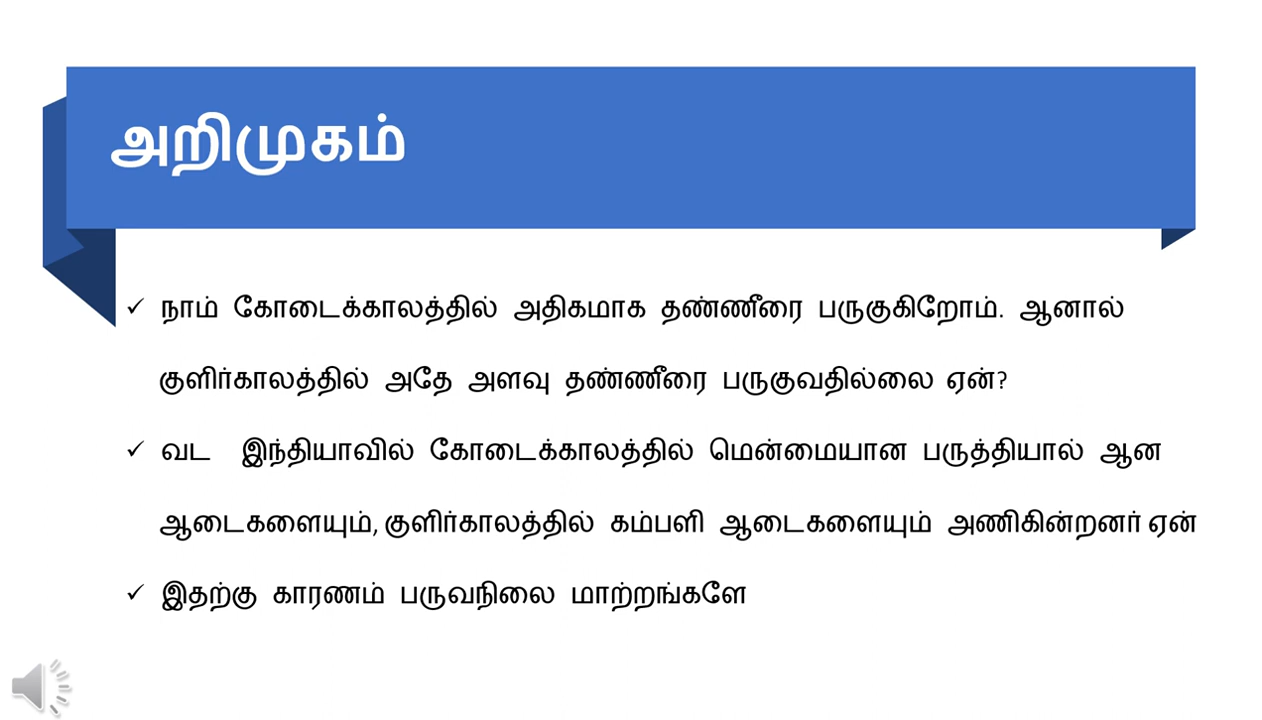 அறிமுகம்
நாம் கோடைக்காலத்தில் அதிகமாக தண்ணீரை பருகுகிறோம். ஆனால்
குளிர்காலத்தில் அதே அளவு தண்ணீரை பருகுவதில்லை ஏன்?
வட இந்தியாவில் கோடைக்காலத்தில் மென்மையான பருத்தியால் ஆன
ஆடைகளையும், குளிர்காலத்தில் கம்பளி ஆடைகளையும் அணிகின்றனர் ஏன்
இதற்கு காரணம் பருவநிலை மாற்றங்களே